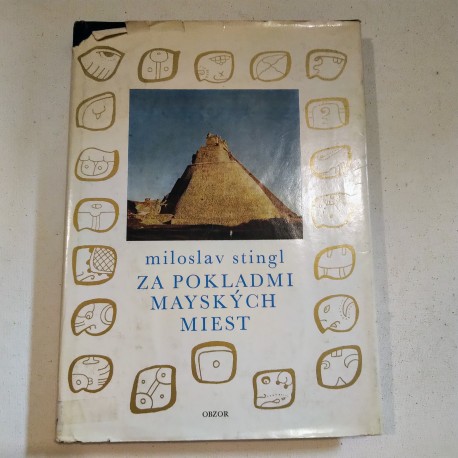 miloslav stingl
ZA POKLADMI
MAYSKÝCH
MIEST
OBZOR